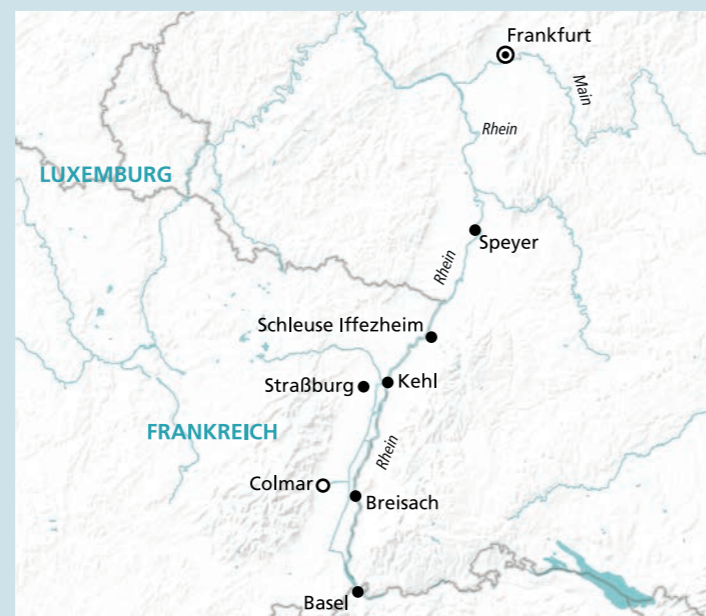 Frankfurt
Main
Rhein
LUXEMBURG
Speyer
Rhein
Schleuse Iffezheim
Straßburg
Kehl
FRANKREICH
Rhein
Colmar
Breisach
Basel